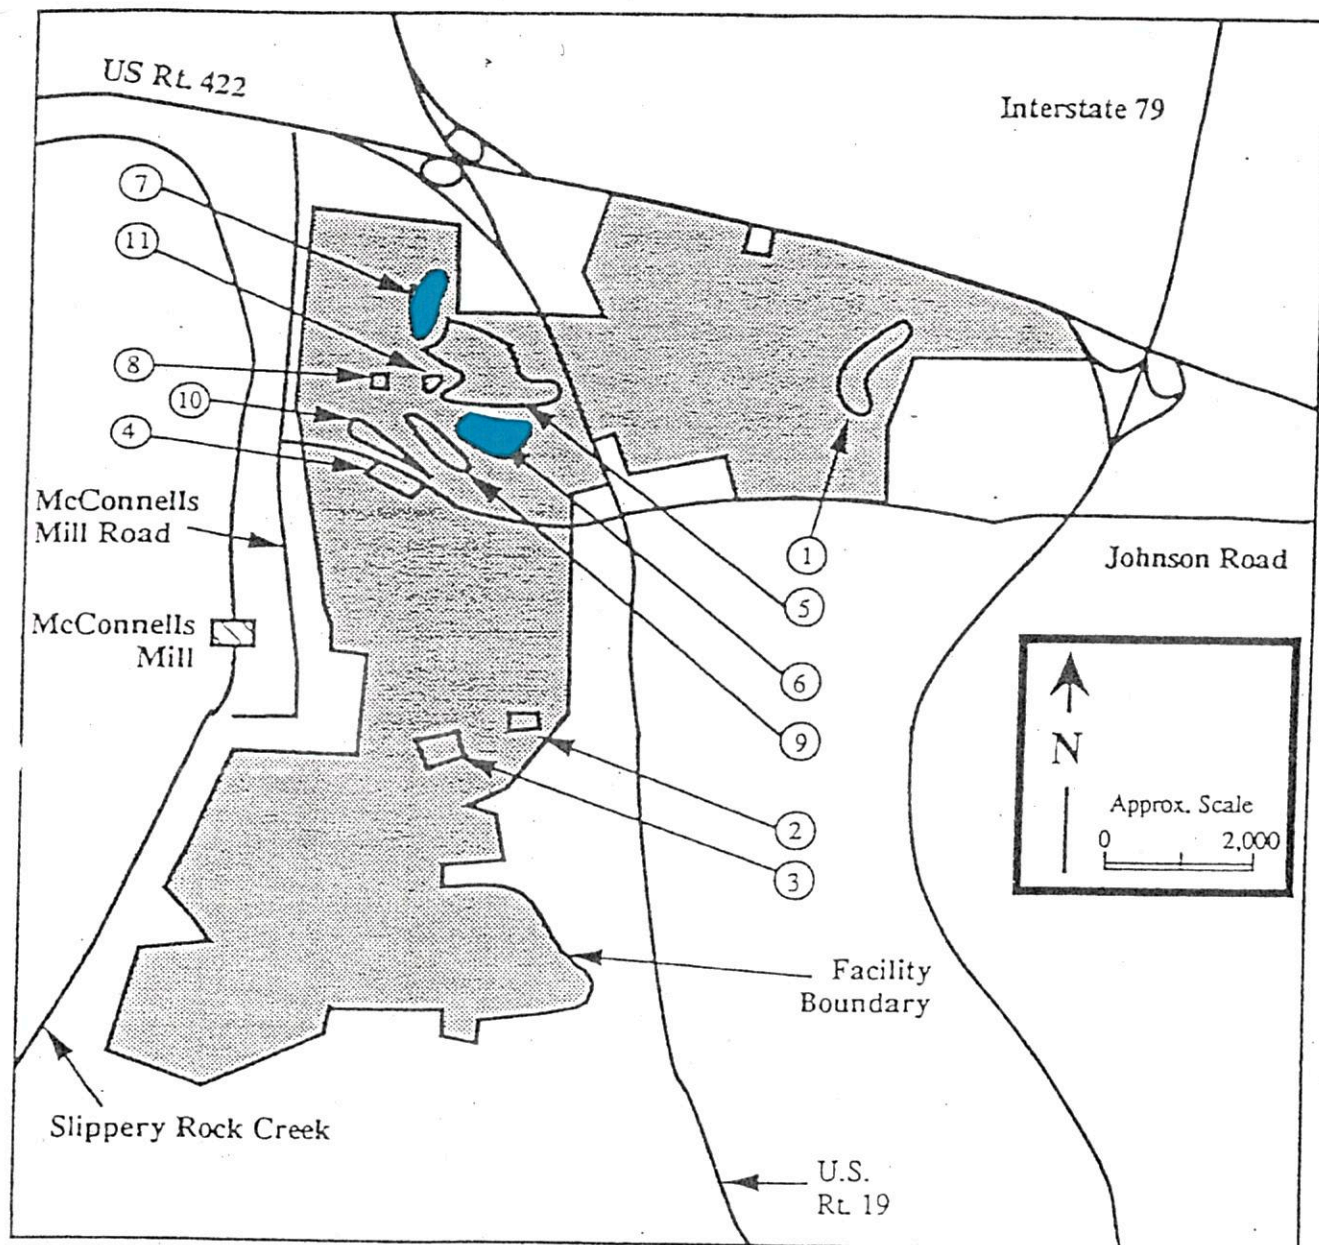 US Rt. 422
Interstate 79
7
11
8
10
4
McConnells
Mill Road
McConnells
Mill
1
5
6
9
2
3
Johnson Road
N
Approx. Scale
0 2,000
Facility
Boundary
Slippery Rock Creek
U.S.
Rt. 19